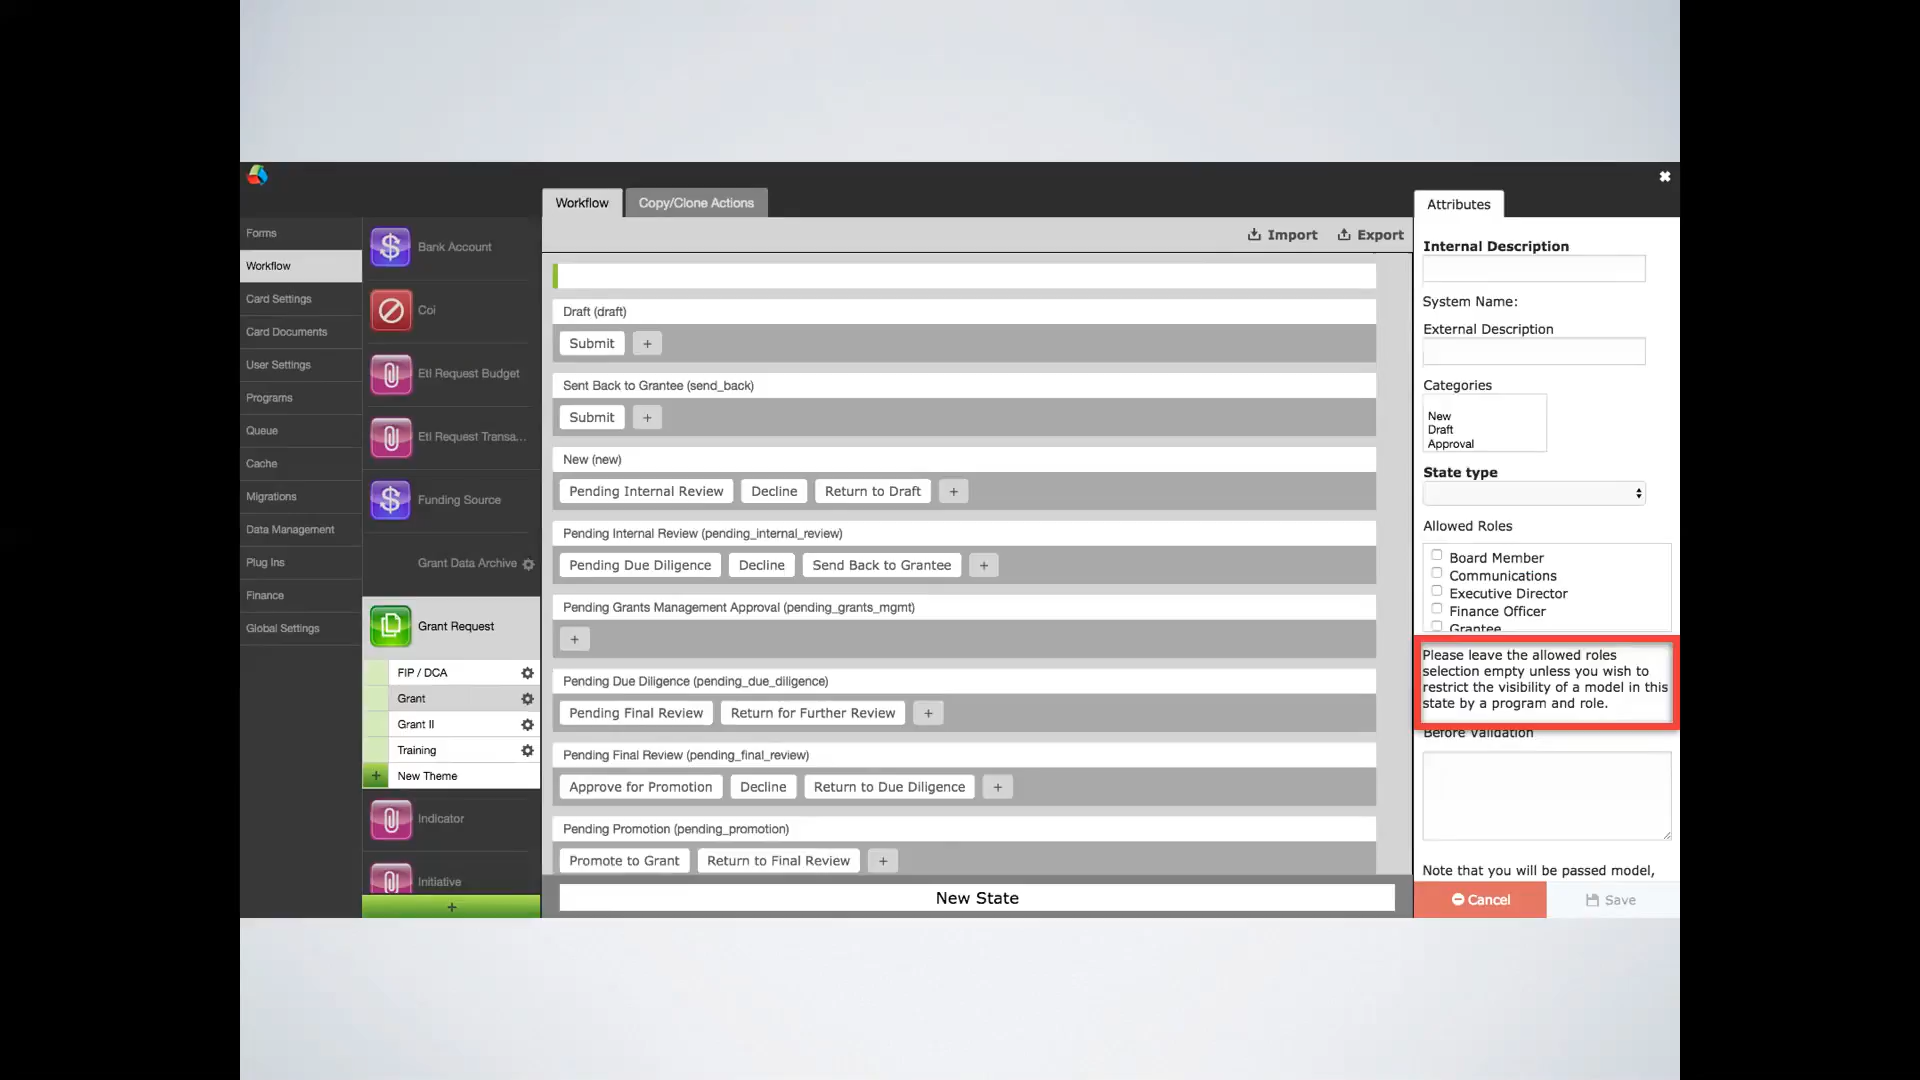 Workflow
Copy/Clone Actions
Attributes
Import
Export
Forms
Workflow
Card Settings
Card Documents
User Settings
Programs
Queue
Cache
Migrations
Data Management
Plug Ins
Finance
Global Settings
Bank Account
Coi
Etl Request Budget
Etl Request Transa...
Funding Source
Grant Data Archive
Grant Request
FIP / DCA
Grant
Grant II
Training
+ New Theme
Indicator
Initiative
+
Draft (draft)
Submit +
Sent Back to Grantee (send_back)
Submit +
New (new)
Pending Internal Review Decline Return to Draft +
Pending Internal Review (pending_internal_review)
Pending Due Diligence Decline Send Back to Grantee +
Pending Grants Management Approval (pending_grants_mgmt)
+
Pending Due Diligence (pending_due_diligence)
Pending Final Review Return for Further Review +
Pending Final Review (pending_final_review)
Approve for Promotion Decline Return to Due Diligence +
Pending Promotion (pending_promotion)
Promote to Grant Return to Final Review +
New State
Internal Description
System Name:
External Description
Categories
New
Draft
Approval
State type
Allowed Roles
Board Member
Communications
Executive Director
Finance Officer
Grantee
Please leave the allowed roles
selection empty unless you wish to
restrict the visibility of a model in this
state by a program and role.
Before Validation
Note that you will be passed model,
Cancel
Save